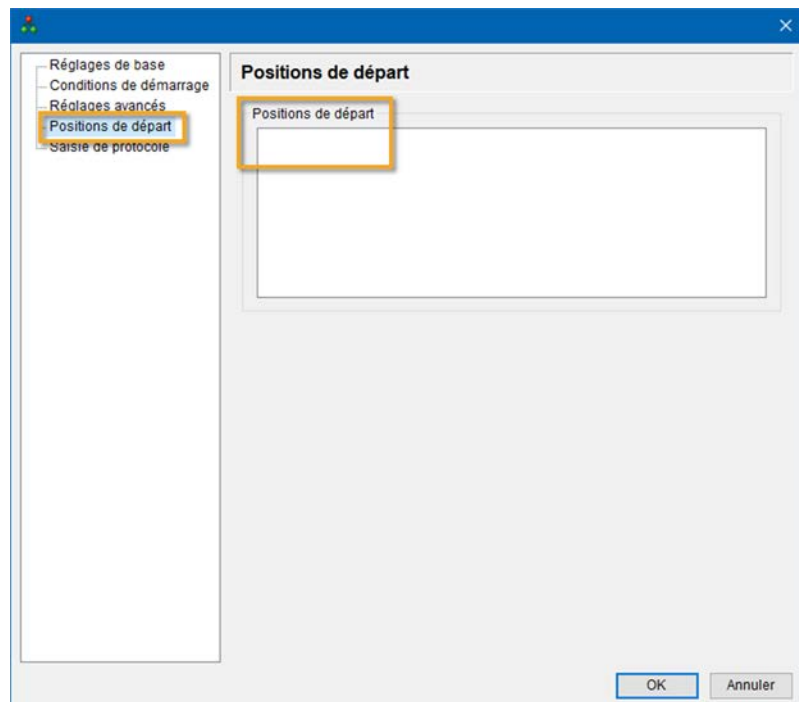 Réglages de base
Conditions de démarrage
Réglages avancés
Positions de départ
Saisie de protocole
Positions de départ
Positions de départ
OK
Annuler